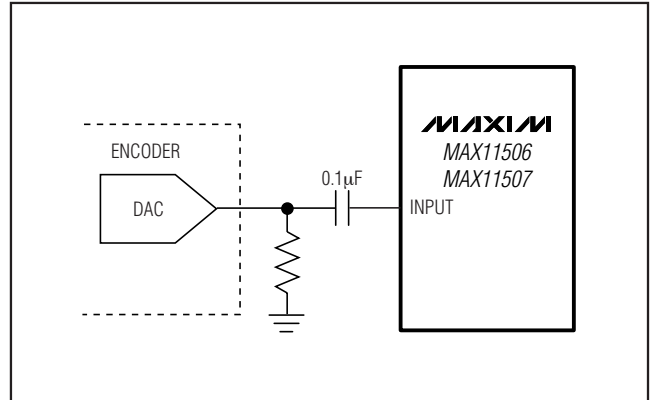 ENCODER
DAC
0.1μF
MAXIM
MAX11506
MAX11507
INPUT